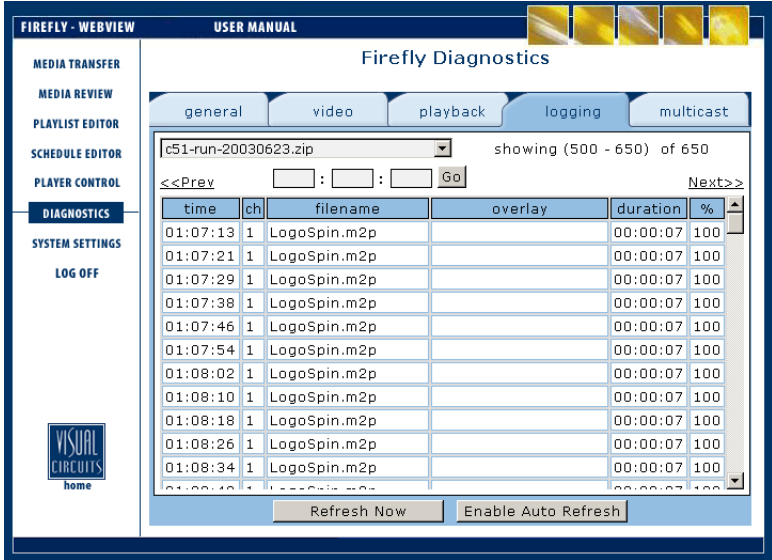 FIREFLY - WEBVIEW USER MANUAL
MEDIA TRANSFER
MEDIA REVIEW
PLAYLIST EDITOR
SCHEDULE EDITOR
PLAYER CONTROL
DIAGNOSTICS
SYSTEM SETTINGS
LOG OFF
VISUAL
CIRCUITS
home
Firefly Diagnostics
general video playback logging multicast
c51-run-20030623.zip showing (500 - 650) of 650
<<Prev : : Go Next>>
time ch filename overlay duration %
01:07:13 1 LogoSpin.m2p 00:00:07 100
01:07:21 1 LogoSpin.m2p 00:00:07 100
01:07:29 1 LogoSpin.m2p 00:00:07 100
01:07:38 1 LogoSpin.m2p 00:00:07 100
01:07:46 1 LogoSpin.m2p 00:00:07 100
01:07:54 1 LogoSpin.m2p 00:00:07 100
01:08:02 1 LogoSpin.m2p 00:00:07 100
01:08:10 1 LogoSpin.m2p 00:00:07 100
01:08:18 1 LogoSpin.m2p 00:00:07 100
01:08:26 1 LogoSpin.m2p 00:00:07 100
01:08:34 1 LogoSpin.m2p 00:00:07 100
Refresh Now Enable Auto Refresh